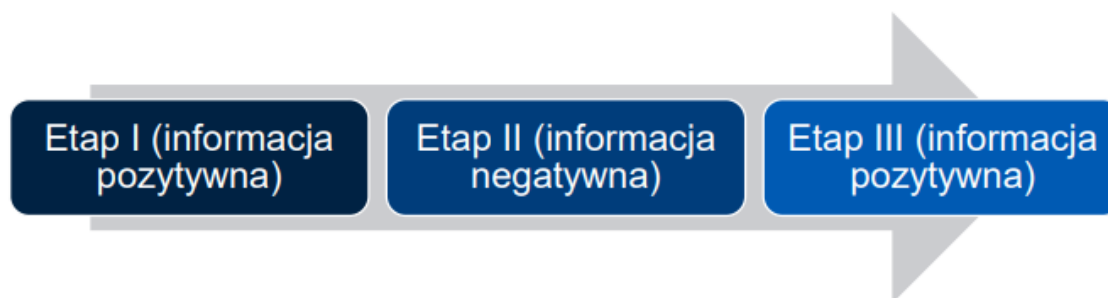 Etap I (informacja
pozytywna)
Etap II (informacja
negatywna)
Etap III (informacja
pozytywna)